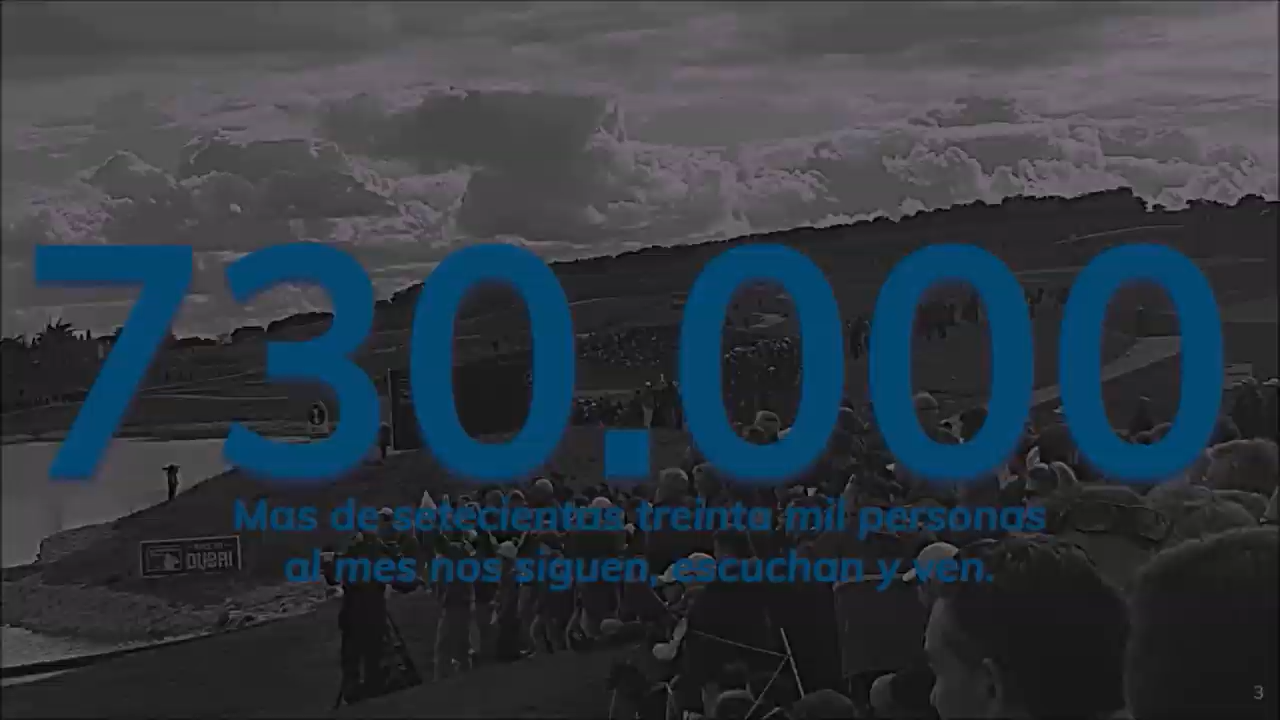 730.000
Mas de setecientas treinta mil personas
al mes nos siguen, escuchan y ven.
DUBAI
3